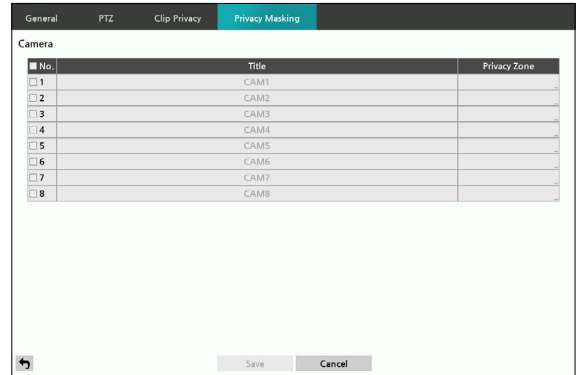 General PTZ Clip Privacy Privacy Masking
Camera
No. Title Privacy Zone
1 CAM1 ...
2 CAM2 ...
3 CAM3 ...
4 CAM4 ...
5 CAM5 ...
6 CAM6 ...
7 CAM7 ...
8 CAM8 ...
Save Cancel